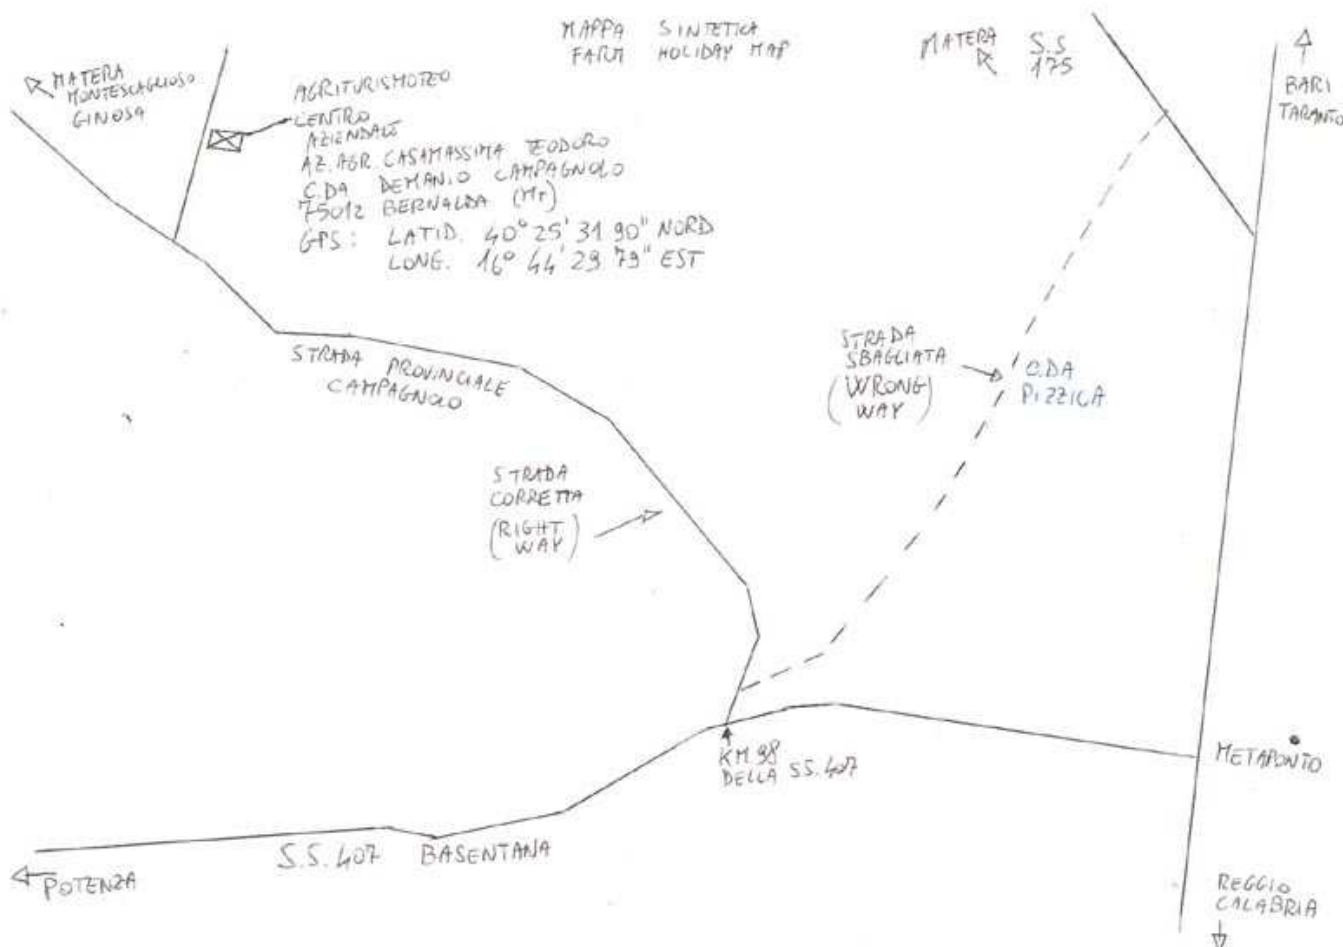 MAPPA SINTETICA
FARM HOLIDAY MAP
MATERA
MONTESCAGLIOSO
GINOSA
AGRITURISMOTEO
CENTRO
AZIENDALE
AZ. AGR. CASAMASSIMA TEODORO
C.DA DEMANIO CAMPAGNOLO
75012 BERNALDA (MT)
GPS: LATID. 40° 25' 31 90" NORD
LONG. 16° 44' 29 79" EST
MATERA
S.S
175
BARI
TARANTO
STRADA PROVINCIALE
CAMPAGNOLO
STRADA
SBAGLIATA
(WRONG
WAY)
C.DA
PIZZICA
STRADA
CORRETTA
(RIGHT
WAY)
KM.98
DELLA SS.407
METAPONTO
S.S. 407 BASENTANA
POTENZA
REGGIO
CALABRIA